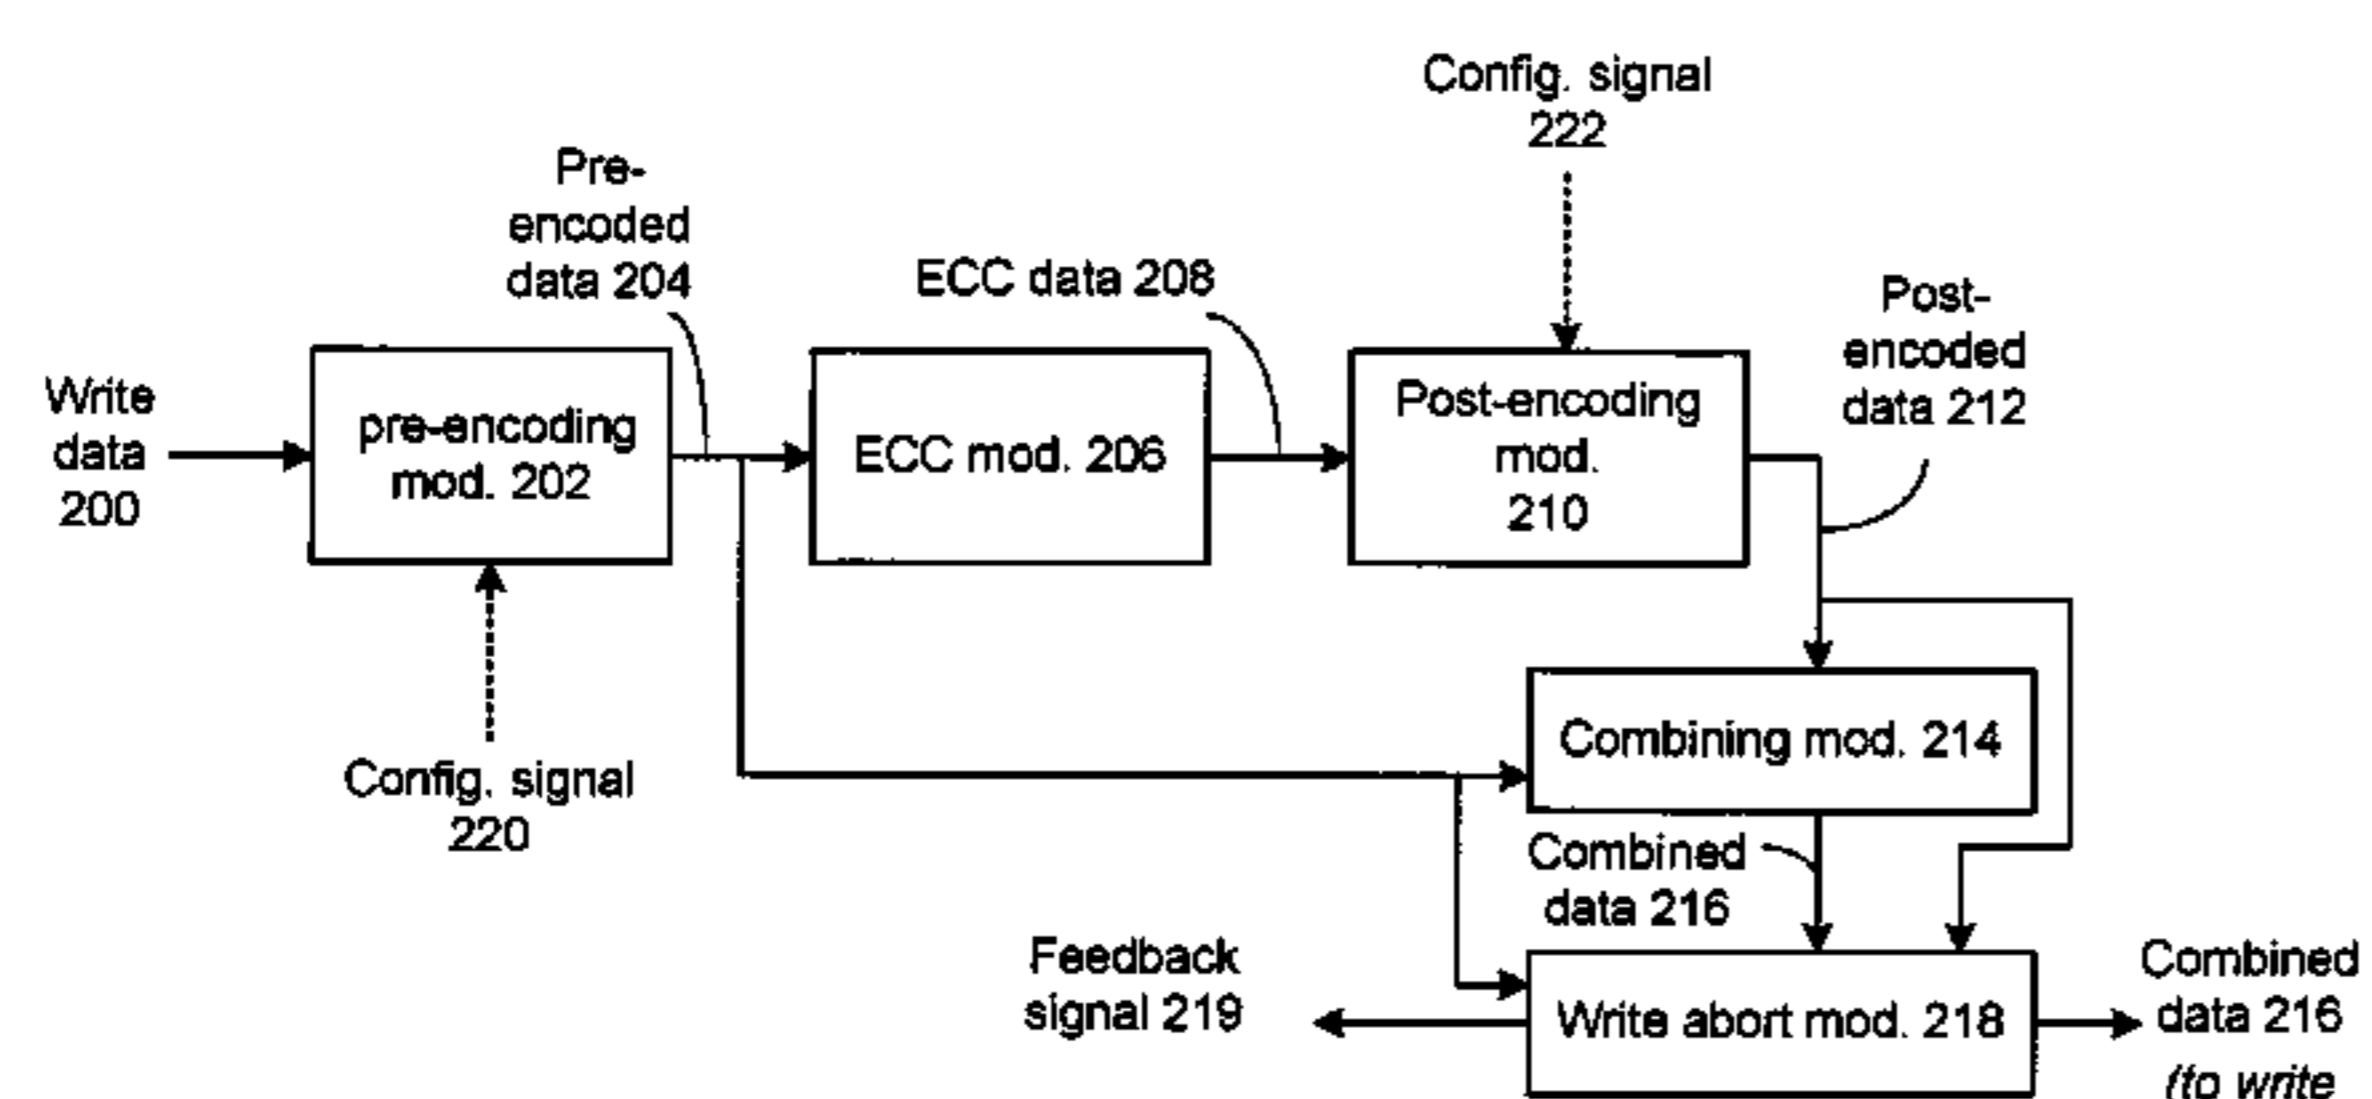 Config. signal
222
Pre-
encoded
data 204
ECC data 208
Post-
encoded
data 212
Write
data
200
pre-encoding
mod. 202
ECC mod. 206
Post-encoding
mod.
210
Config. signal
220
Combining mod. 214
Combined
data 216
Feedback
signal 219
Write abort mod. 218
Combined
data 216
(to write